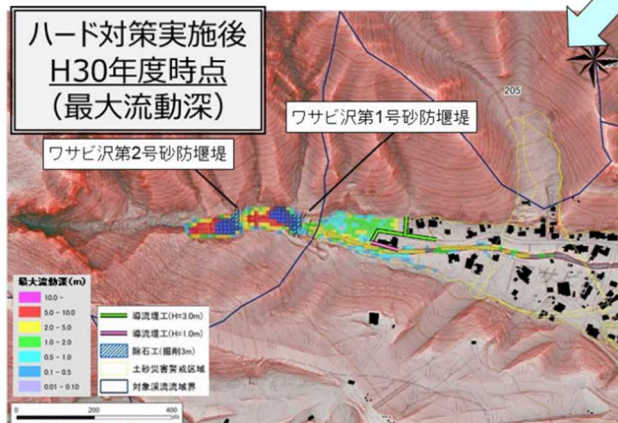 ハード対策実施後
H30年度時点
(最大流動深)
ワサビ沢第1号砂防堰堤
ワサビ沢第2号砂防堰堤
205
最大流動深(m)
10.0 -
5.0 - 10.0
2.0 - 5.0
1.0 - 2.0
0.5 - 1.0
0.1 - 0.5
0.01 - 0.10
導流堤工(H=3.0m)
導流堤工(H=1.0m)
除石工(掘削3m)
土砂災害警戒区域
対象渓流流域界
0 200 400